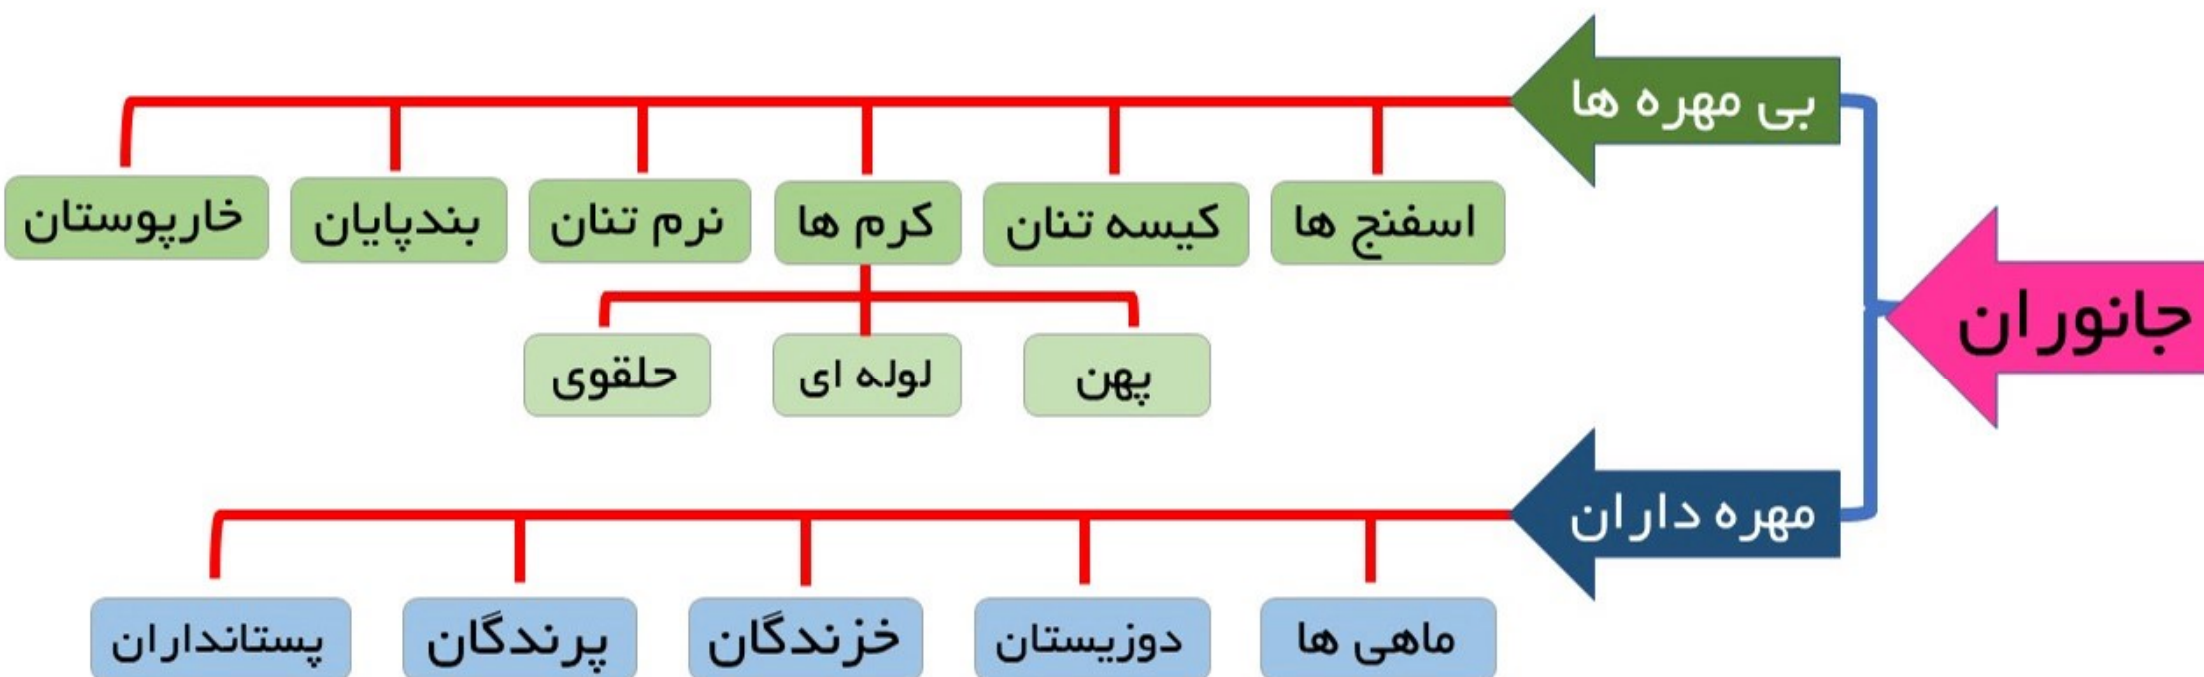 جانوران
بی مهره ها
اسفنج ها
کیسه تنان
کرم ها
نرم تنان
بندپایان
خارپوستان
پهن
لوله ای
حلقوی
مهره داران
ماهی ها
دوزیستان
خزندگان
پرندگان
پستانداران